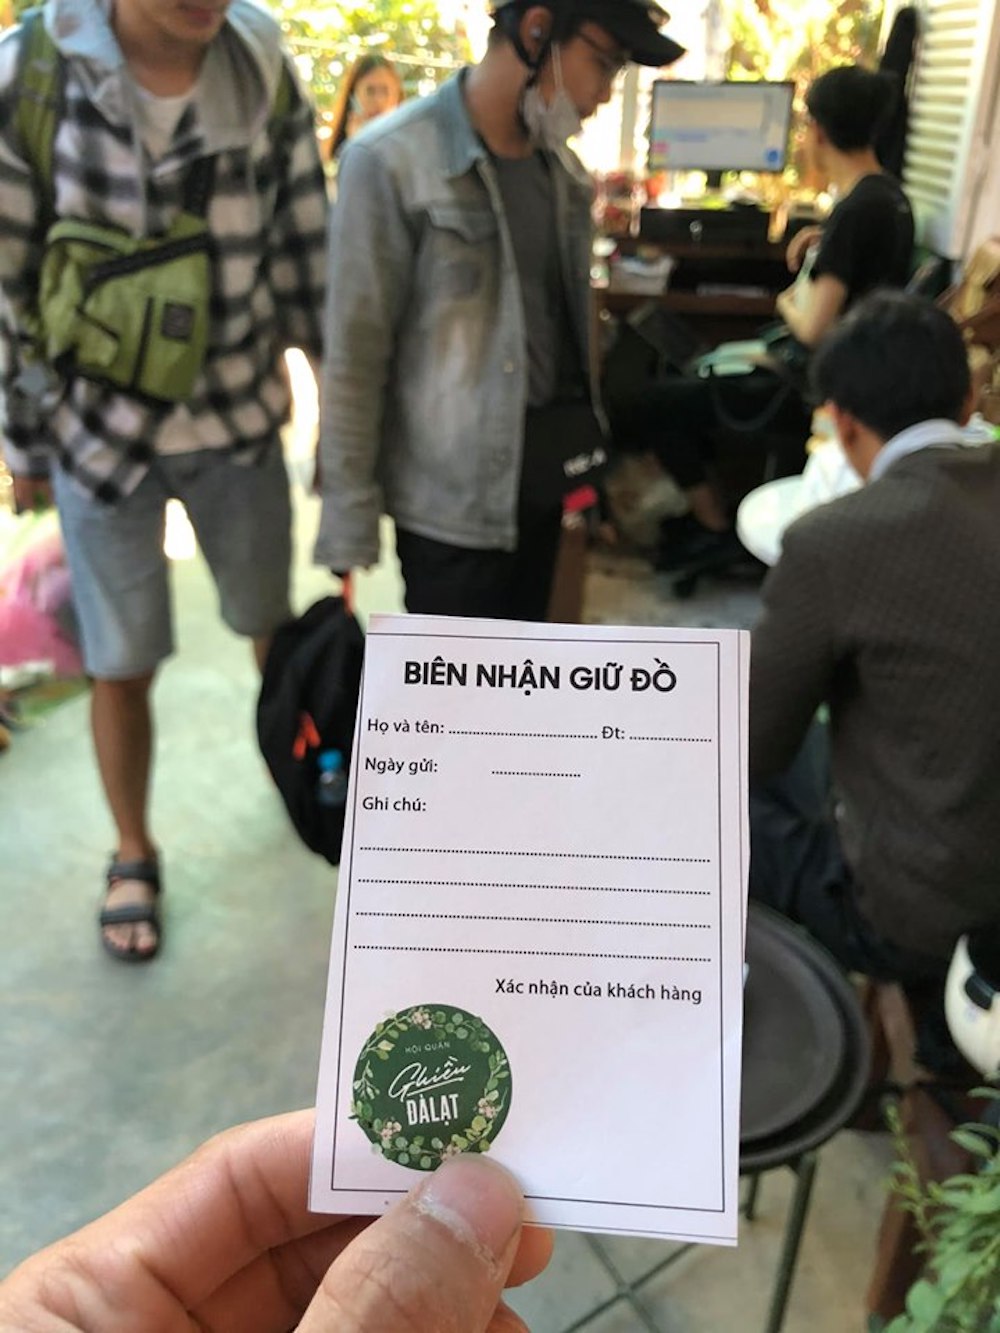 BIÊN NHẬN GIỮ ĐỒ
Họ và tên: ................................... Đt: ....................
Ngày gửi: .....................
Ghi chú:
Xác nhận của khách hàng
HỘI QUÁN
Ghiền
ĐÀLẠT